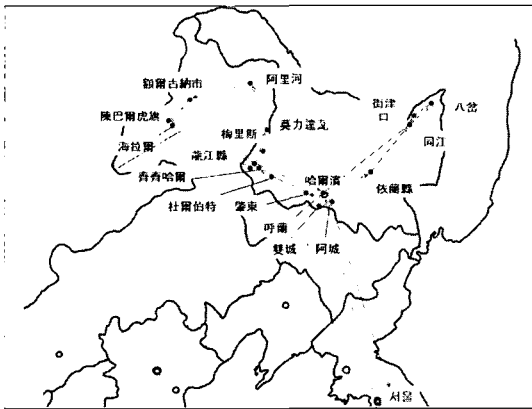 額爾古納市
阿里河
陳巴爾虎旗
海拉爾
梅里斯
莫力達瓦
龍江縣
齊齊哈爾
杜爾伯特
肇東
哈爾濱
呼蘭
雙城
阿城
依蘭縣
街津
口
八岔
同江
서울